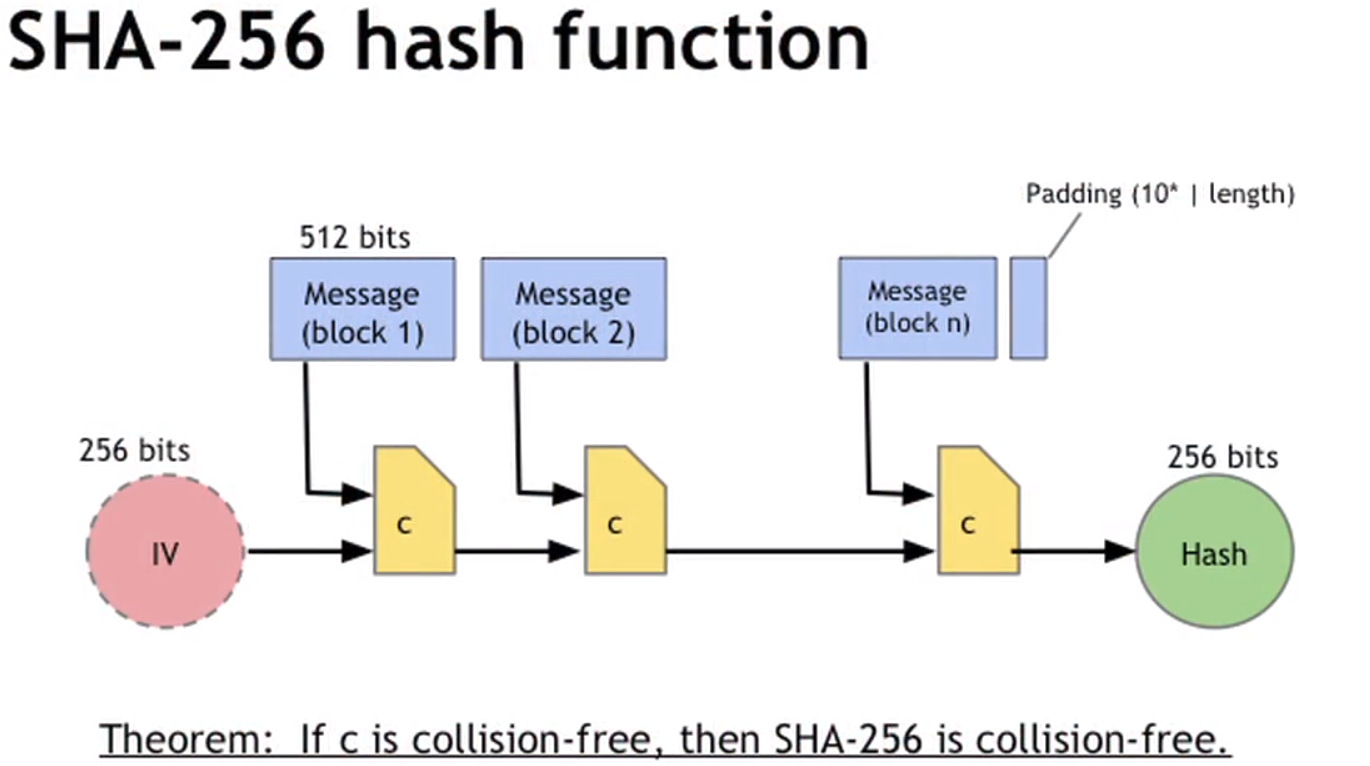 SHA-256 hash function
Padding (10* | length)
512 bits
Message
(block 1)
Message
(block 2)
Message
(block n)
256 bits
IV
c
c
c
256 bits
Hash
Theorem: If c is collision-free, then SHA-256 is collision-free.